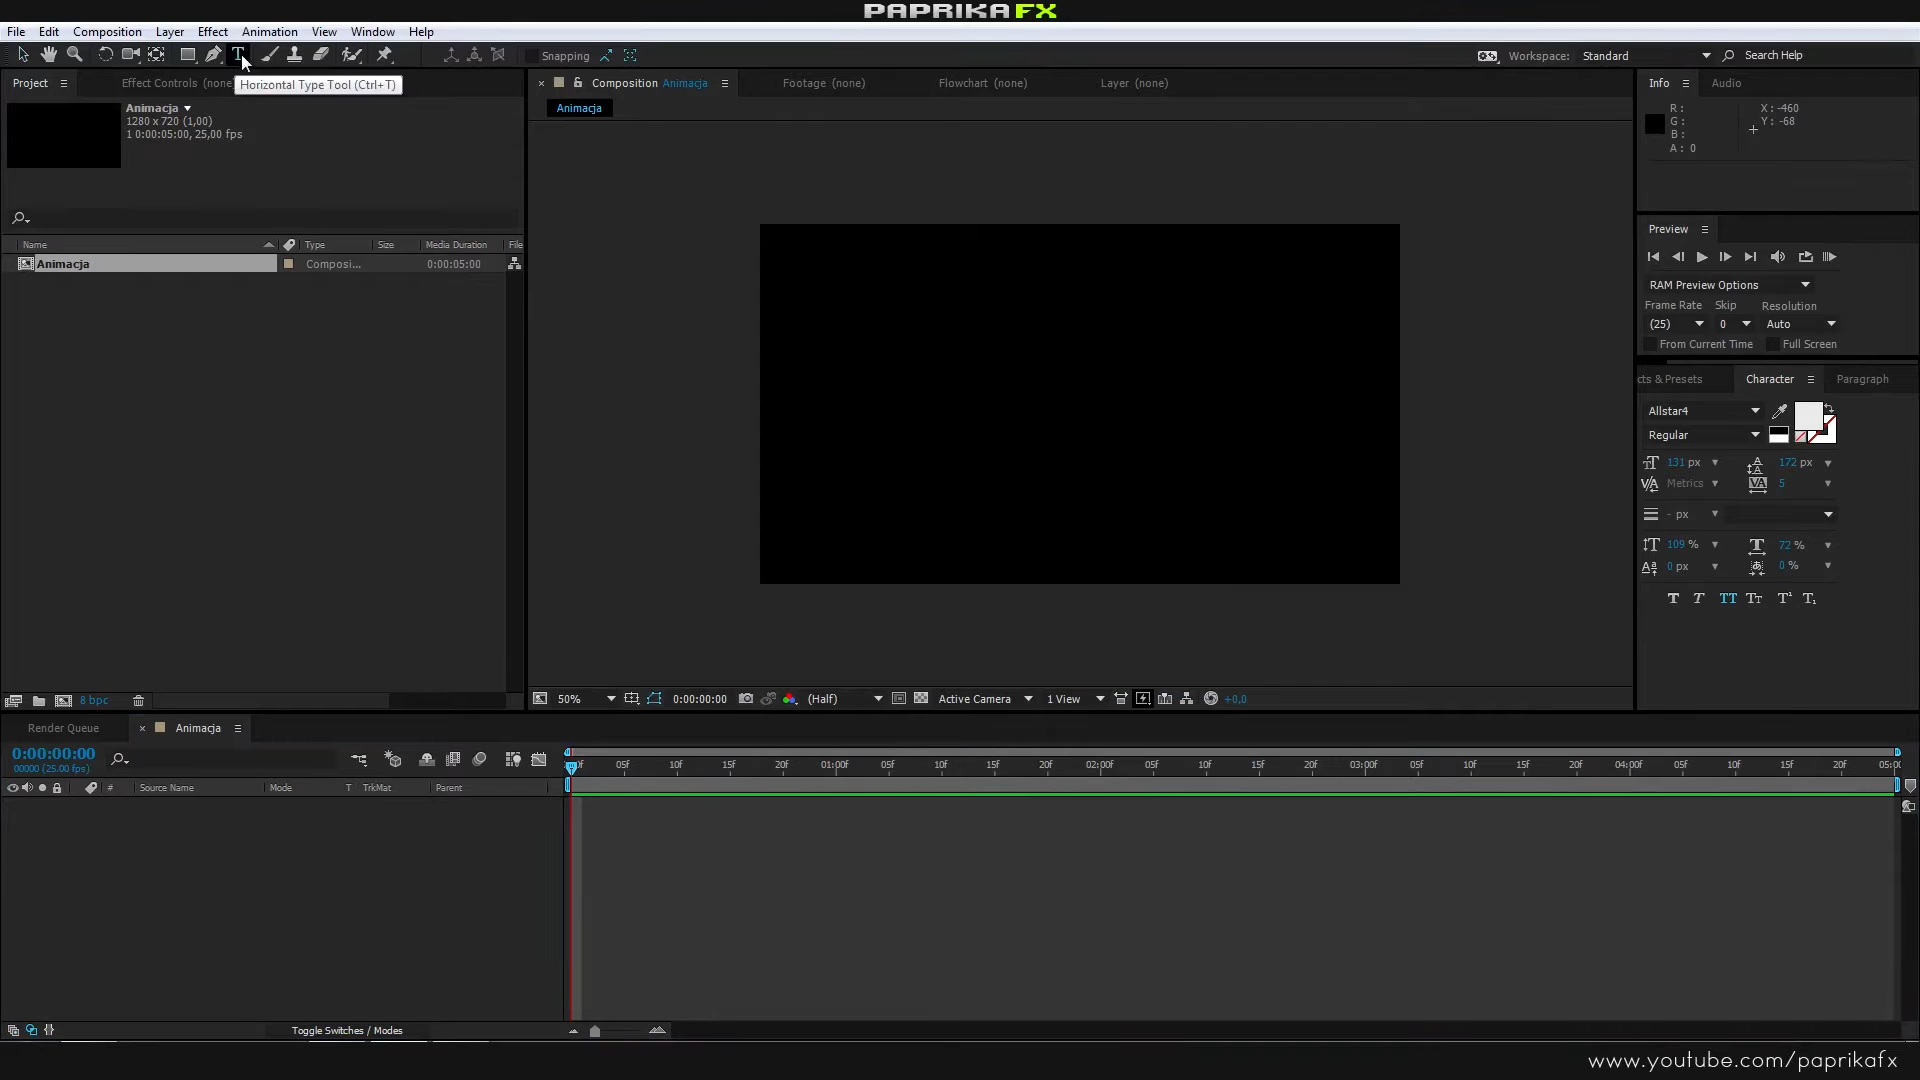 PAPRIKAFX
File Edit Composition Layer Effect Animation View Window Help
T Snapping Workspace: Standard Search Help
Project Effect Controls (none)
Horizontal Type Tool (Ctrl+T)
Composition Animacja Footage (none) Flowchart (none) Layer (none)
Info Audio
Animacja
Animacja
1280 x 720 (1,00)
1 0:00:05:00, 25,00 fps
R :
G :
B :
A : 0
X : -460
Y : -68
Preview
Name Type Size Media Duration File
Animacja Composi... 0:00:05:00
RAM Preview Options
Frame Rate Skip Resolution
(25) 0 Auto
From Current Time Full Screen
cts & Presets Character Paragraph
Allstar4
Regular
131 px 172 px
Metrics 5
- px
109 % 72 %
0 px 0 %
T T TT Tт T¹ T₁
8 bpc
50% 0:00:00:00 (Half) Active Camera 1 View +0,0
Render Queue Animacja
0:00:00:00
00000 (25.00 fps)
05f 10f 15f 20f 01:00f 05f 10f 15f 20f 02:00f 05f 10f 15f 20f 03:00f 05f 10f 15f 20f 04:00f 05f 10f 15f 20f 05:00
# Source Name Mode T TrkMat Parent
Toggle Switches / Modes
www.youtube.com/paprikafx